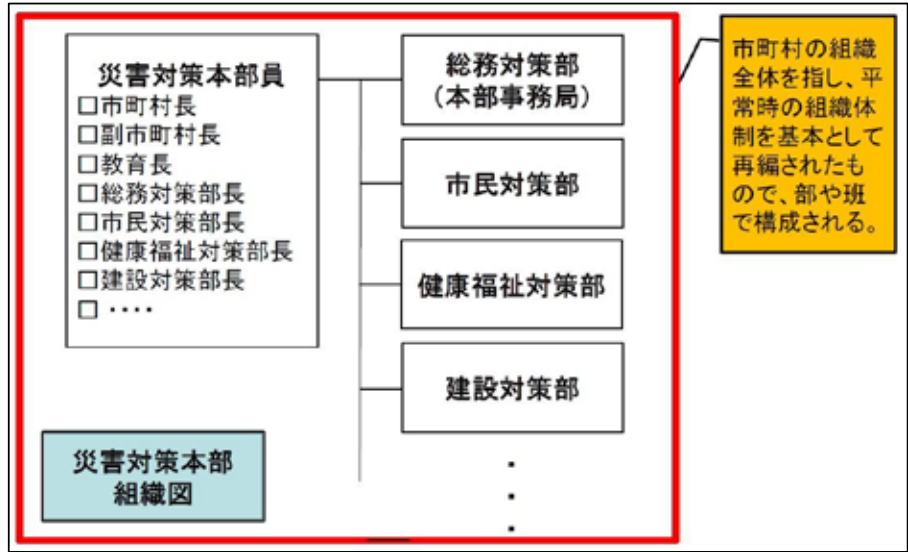 災害対策本部員
□市町村長
□副市町村長
□教育長
□総務対策部長
□市民対策部長
□健康福祉対策部長
□建設対策部長
□ ‥‥
総務対策部
（本部事務局）
市民対策部
健康福祉対策部
建設対策部
・
・
・
災害対策本部
組織図
市町村の組織
全体を指し、平
常時の組織体
制を基本として
再編されたも
ので、部や班
で構成される。